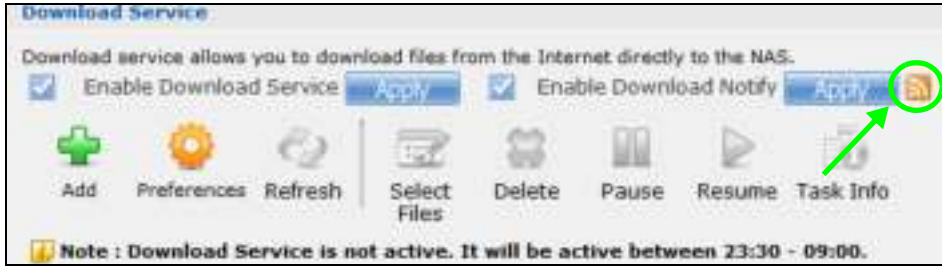 Download Service
Download service allows you to download files from the Internet directly to the NAS.
Enable Download Service Apply Enable Download Notify Apply
Add Preferences Refresh Select Files Delete Pause Resume Task Info
Note : Download Service is not active. It will be active between 23:30 - 09:00.